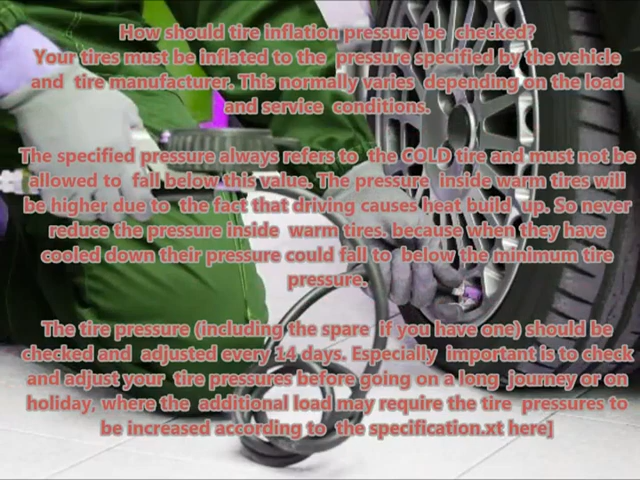 How should tire inflation pressure be checked?
Your tires must be inflated to the pressure specified by the vehicle
and tire manufacturer. This normally varies depending on the load
and service conditions.
The specified pressure always refers to the COLD tire and must not be
allowed to fall below this value. The pressure inside warm tires will
be higher due to the fact that driving causes heat build up. So never
reduce the pressure inside warm tires. because when they have
cooled down their pressure could fall to below the minimum tire
pressure.
The tire pressure (including the spare if you have one) should be
checked and adjusted every 14 days. Especially important is to check
and adjust your tire pressures before going on a long journey or on
holiday, where the additional load may require the tire pressures to
be increased according to the specification.xt here]